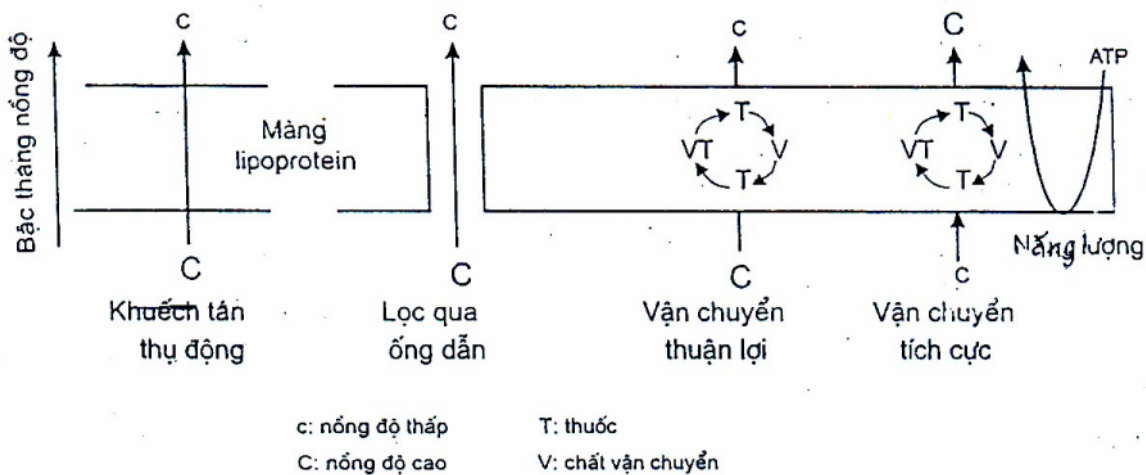 Bậc thang nồng độ
c
c
c
C
ATP
Màng
lipoprotein
T
VT
V
T
T
VT
V
T
C
C
C
c
Năng lượng
Khuếch tán
thụ động
Lọc qua
ống dẫn
Vận chuyển
thuận lợi
Vận chuyển
tích cực
c: nồng độ thấp
T: thuốc
C: nồng độ cao
V: chất vận chuyển